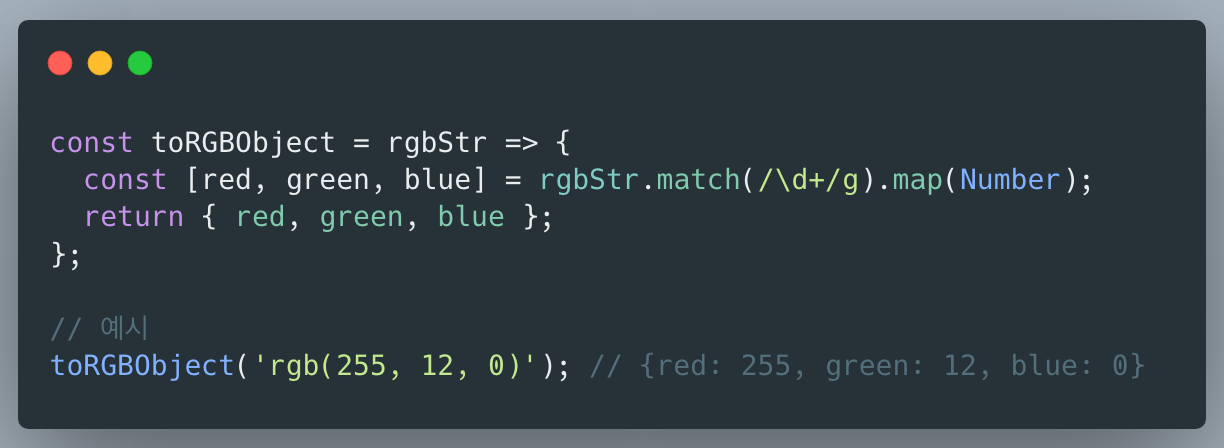 const toRGBObject = rgbStr => {
  const [red, green, blue] = rgbStr.match(/\d+/g).map(Number);
  return { red, green, blue };
};

// 예시
toRGBObject('rgb(255, 12, 0)'); // {red: 255, green: 12, blue: 0}